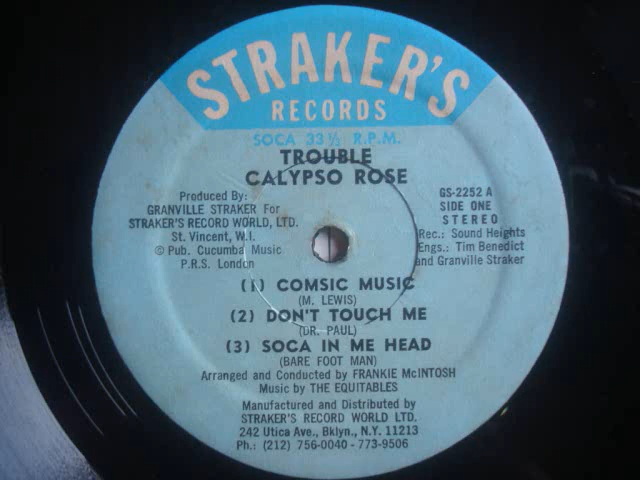 STRAKER'S
RECORDS
SOCA 33⅓ R.P.M.
TROUBLE
CALYPSO ROSE
Produced By:
GRANVILLE STRAKER For
STRAKER'S RECORD WORLD, LTD.
St. Vincent, W.I.
© Pub. Cucumba Music
P.R.S. London
GS-2252 A
SIDE ONE
STEREO
Rec.: Sound Heights
Engs.: Tim Benedict
and Granville Straker
(1) COMSIC MUSIC
(M. LEWIS)
(2) DON'T TOUCH ME
(DR. PAUL)
(3) SOCA IN ME HEAD
(BARE FOOT MAN)
Arranged and Conducted by FRANKIE McINTOSH
Music by THE EQUITABLES
Manufactured and Distributed by
STRAKER'S RECORD WORLD LTD.
242 Utica Ave., Bklyn., N.Y. 11213
Ph.: (212) 756-0040 - 773-9506